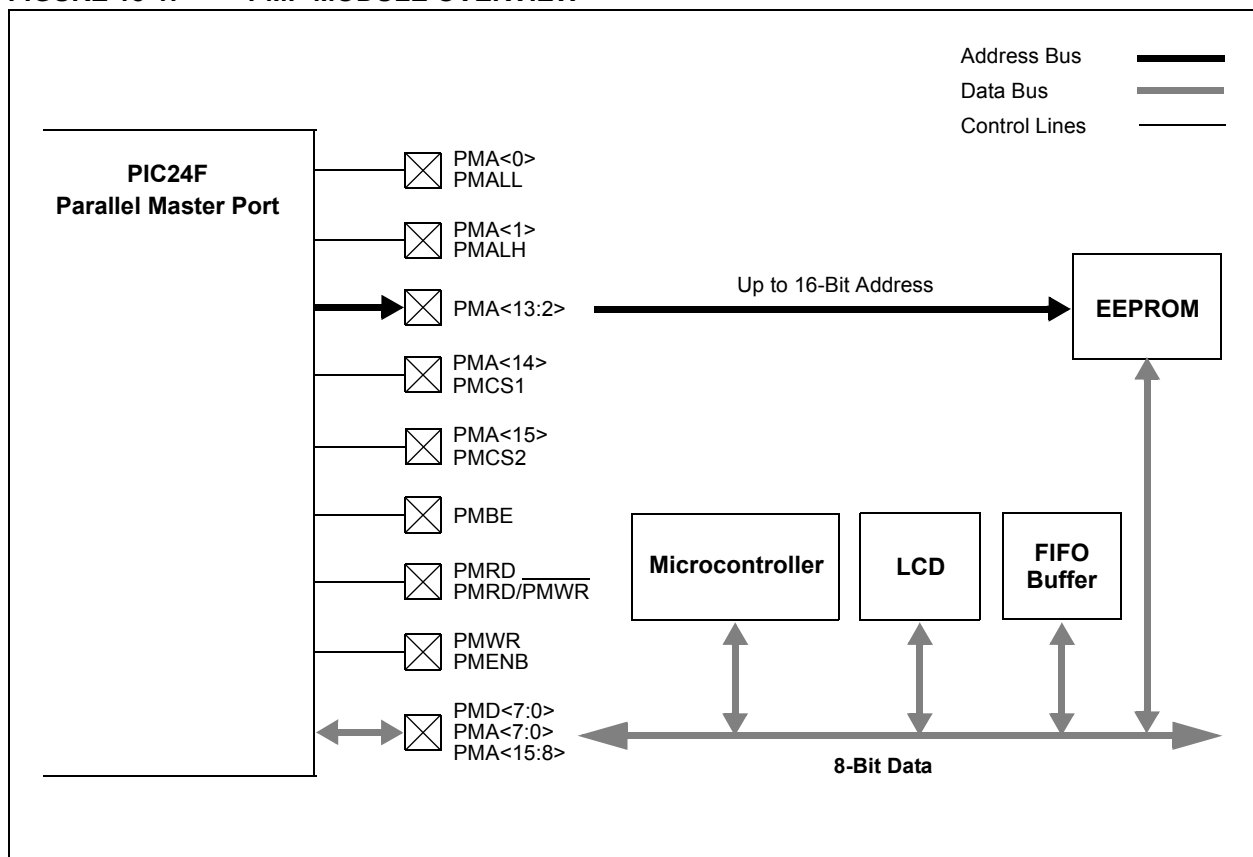 Address Bus
Data Bus
Control Lines
PIC24F
Parallel Master Port
PMA<0>
PMALL
PMA<1>
PMALH
PMA<13:2>
Up to 16-Bit Address
EEPROM
PMA<14>
PMCS1
PMA<15>
PMCS2
PMBE
PMRD
PMRD/PMWR
PMWR
PMENB
Microcontroller
LCD
FIFO
Buffer
PMD<7:0>
PMA<7:0>
PMA<15:8>
8-Bit Data